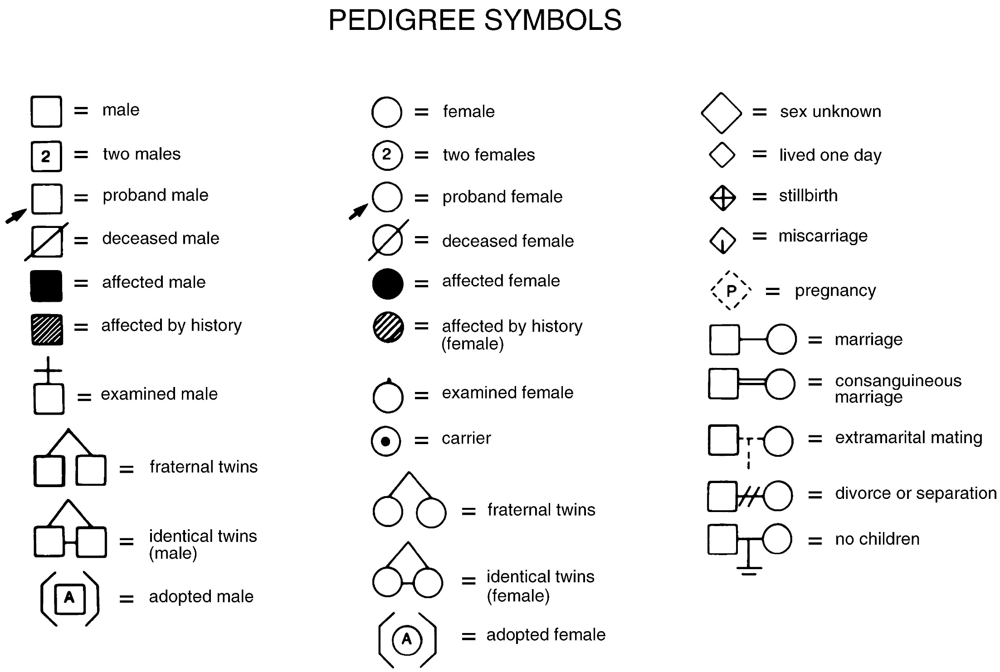 PEDIGREE SYMBOLS
= male
2 = two males
= proband male
= deceased male
= affected male
= affected by history
= examined male
= fraternal twins
= identical twins
(male)
A = adopted male
= female
2 = two females
= proband female
= deceased female
= affected female
= affected by history
(female)
= examined female
= carrier
= fraternal twins
= identical twins
(female)
A = adopted female
= sex unknown
= lived one day
= stillbirth
= miscarriage
P = pregnancy
= marriage
= consanguineous
marriage
= extramarital mating
= divorce or separation
= no children